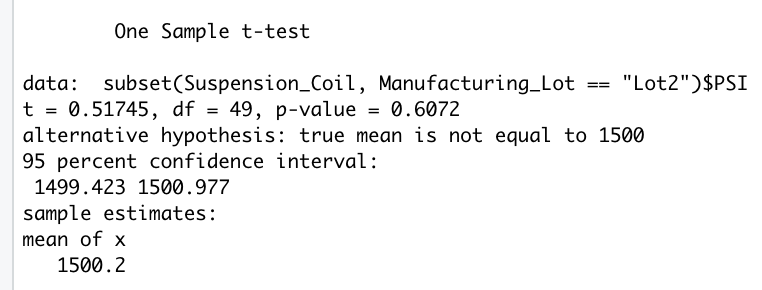 One Sample t-test
data:  subset(Suspension_Coil, Manufacturing_Lot == "Lot2")$PSI
t = 0.51745, df = 49, p-value = 0.6072
alternative hypothesis: true mean is not equal to 1500
95 percent confidence interval:
1499.423 1500.977
sample estimates:
mean of x
1500.2